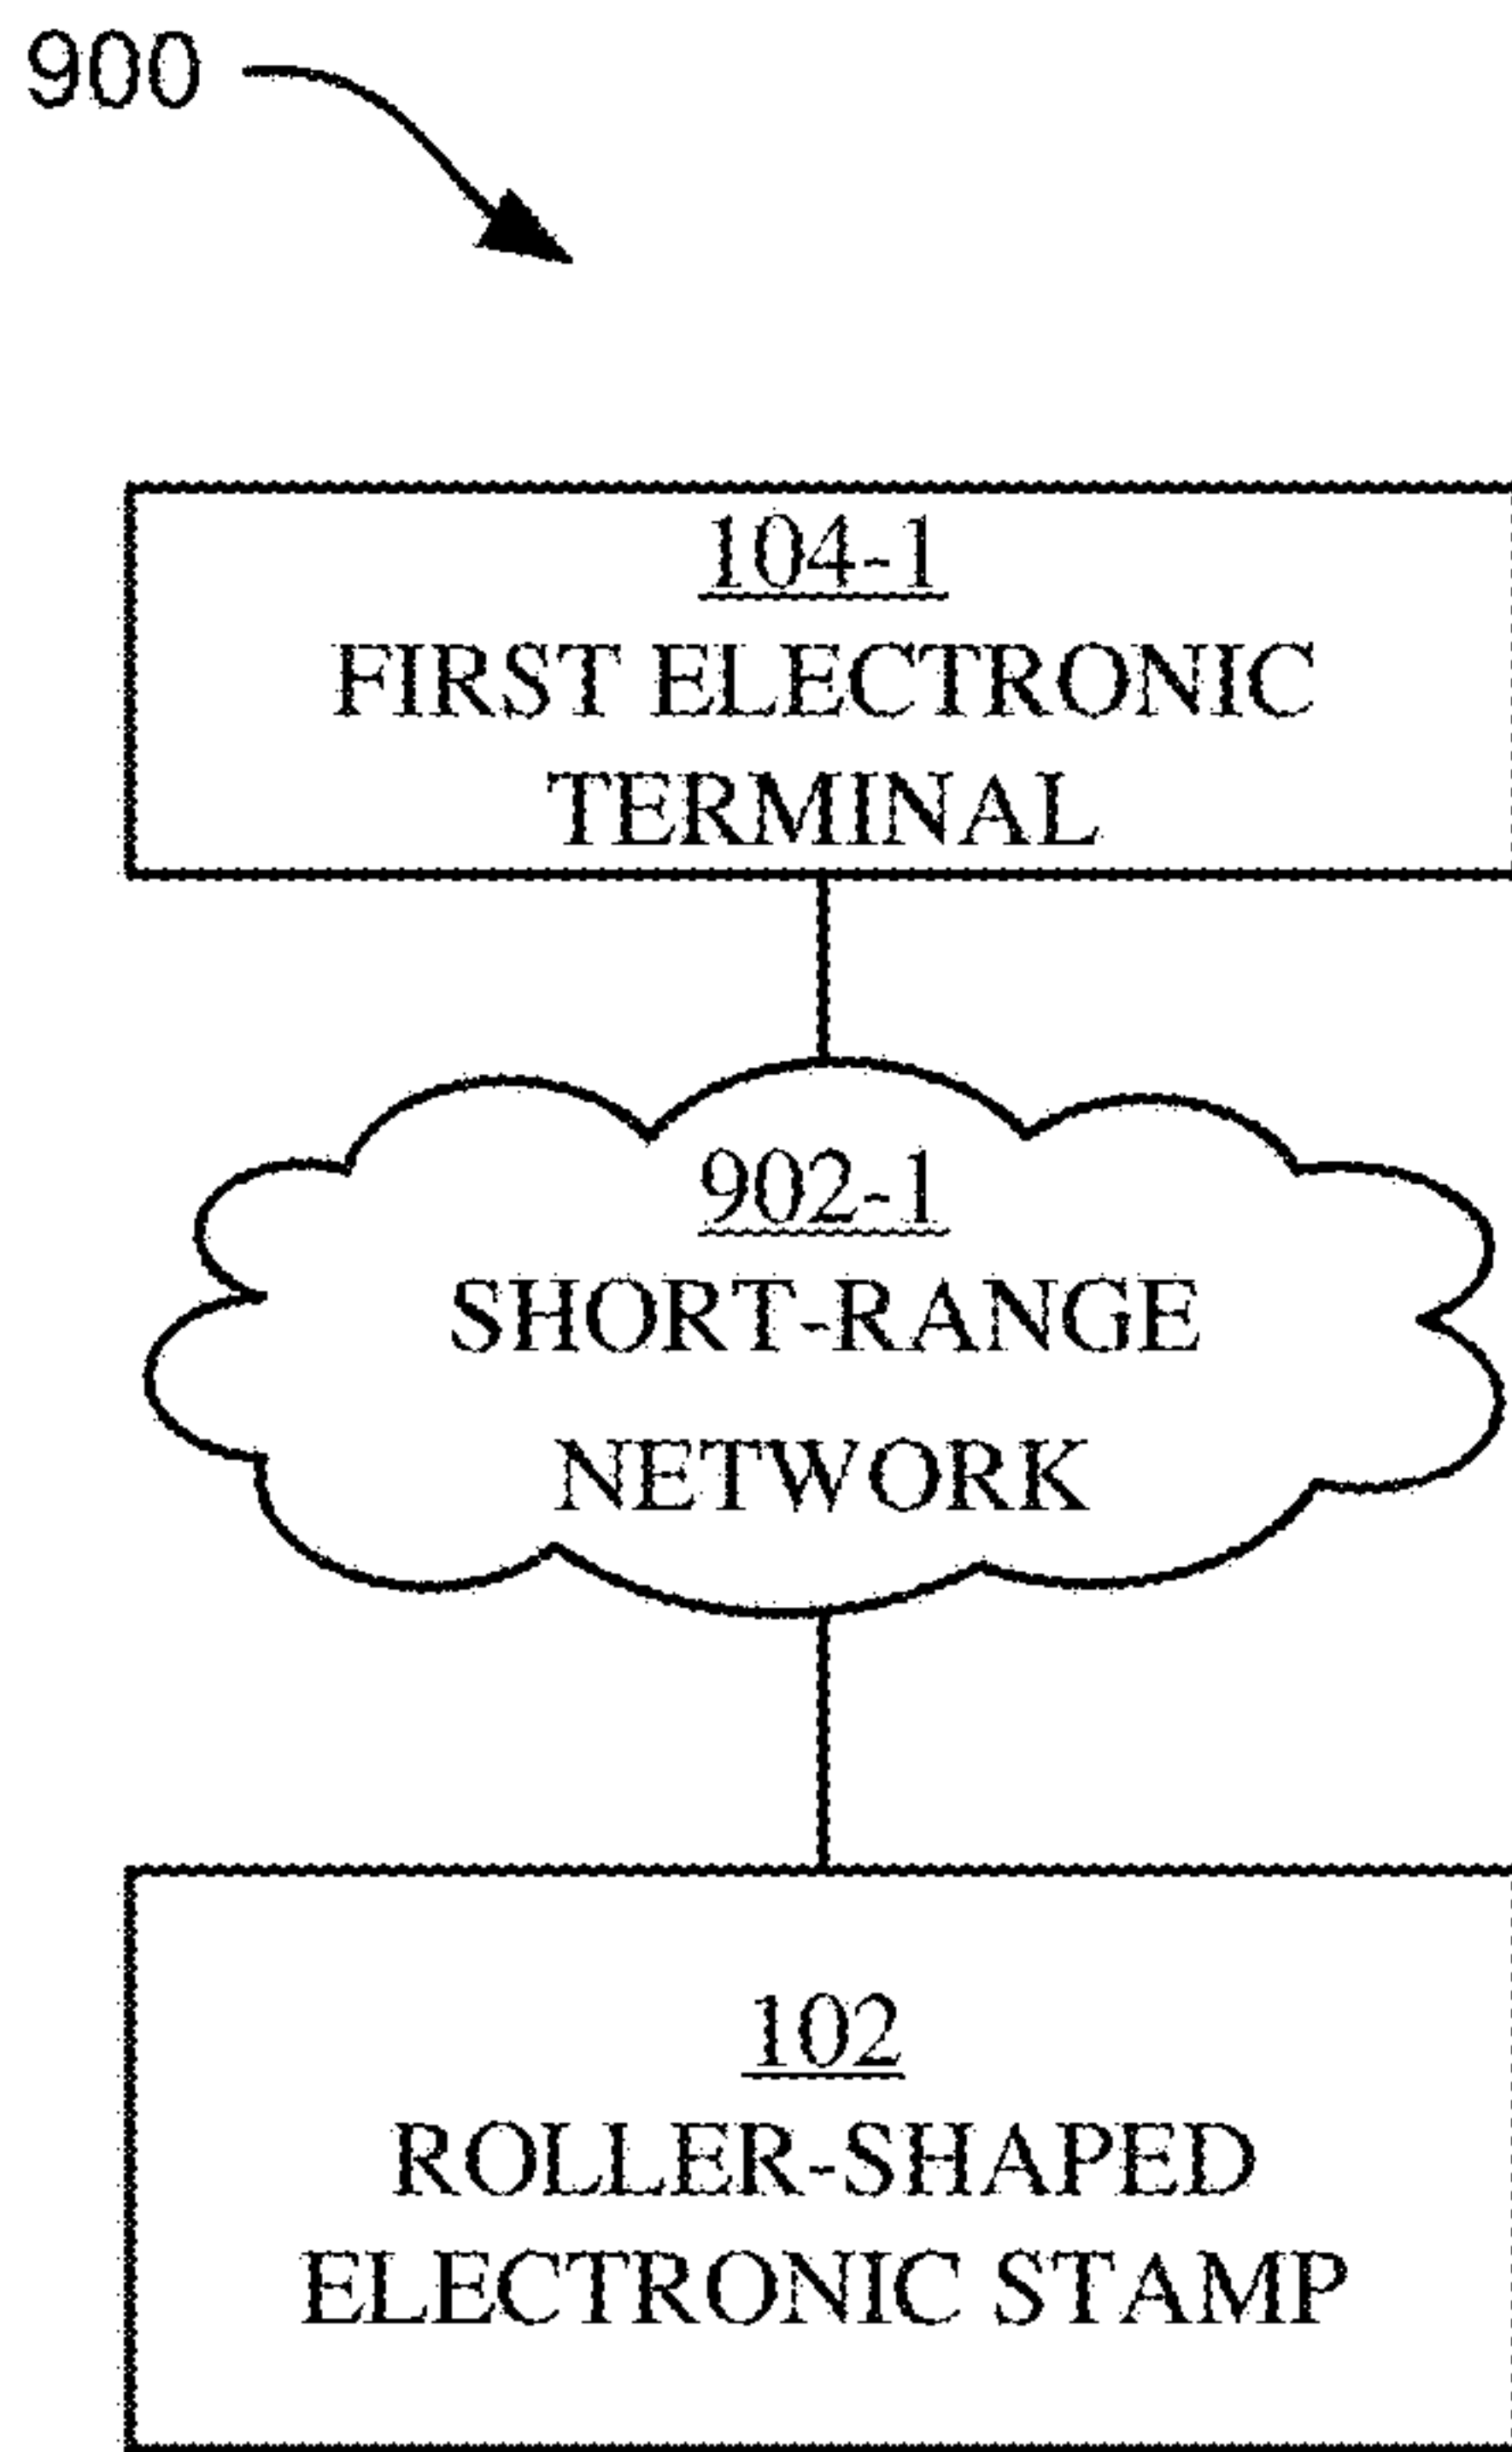 900
104-1
FIRST ELECTRONIC
TERMINAL
902-1
SHORT-RANGE
NETWORK
102
ROLLER-SHAPED
ELECTRONIC STAMP